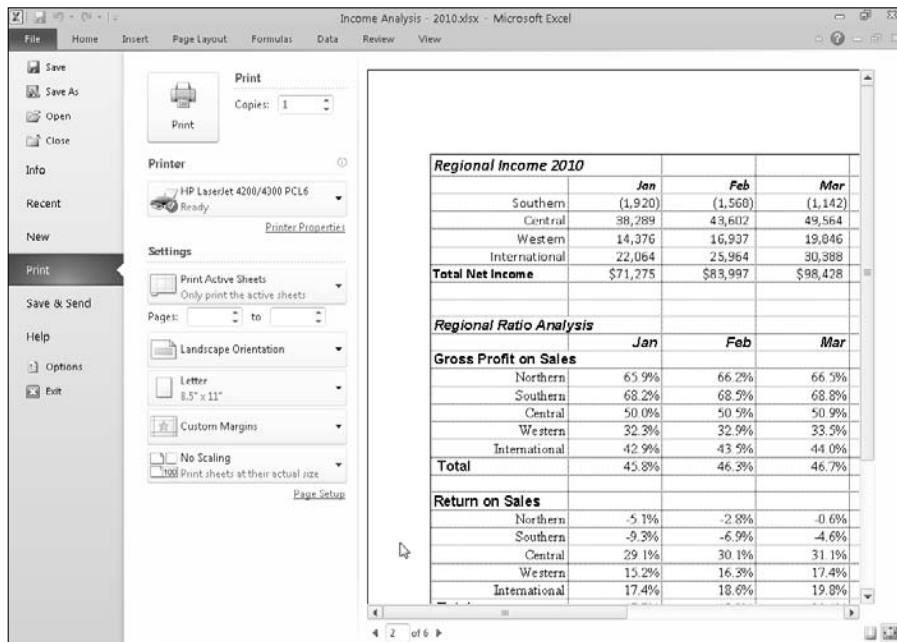 Income Analysis - 2010.xlsx - Microsoft Excel
File Home Insert Page Layout Formulas Data Review View
Save
Save As
Open
Close
Info
Recent
New
Print
Save & Send
Help
Options
Exit
Print
Print
Copies: 1
Printer
HP LaserJet 4200/4300 PCL6
Ready
Printer Properties
Settings
Print Active Sheets
Only print the active sheets
Pages: to
Landscape Orientation
Letter
8.5" x 11"
Custom Margins
No Scaling
100 Print sheets at their actual size
Page Setup
Regional Income 2010
Jan Feb Mar
Southern (1,920) (1,568) (1,142)
Central 38,289 43,602 49,564
Western 14,376 16,937 19,846
International 22,064 25,964 30,388
Total Net Income $71,275 $83,997 $98,428
Regional Ratio Analysis
Jan Feb Mar
Gross Profit on Sales
Northern 65.9% 66.2% 66.5%
Southern 68.2% 68.5% 68.8%
Central 50.0% 50.5% 50.9%
Western 32.3% 32.9% 33.5%
International 42.9% 43.5% 44.0%
Total 45.8% 46.3% 46.7%
Return on Sales
Northern -5.1% -2.8% -0.6%
Southern -9.3% -6.9% -4.6%
Central 29.1% 30.1% 31.1%
Western 15.2% 16.3% 17.4%
International 17.4% 18.6% 19.8%
2 of 6